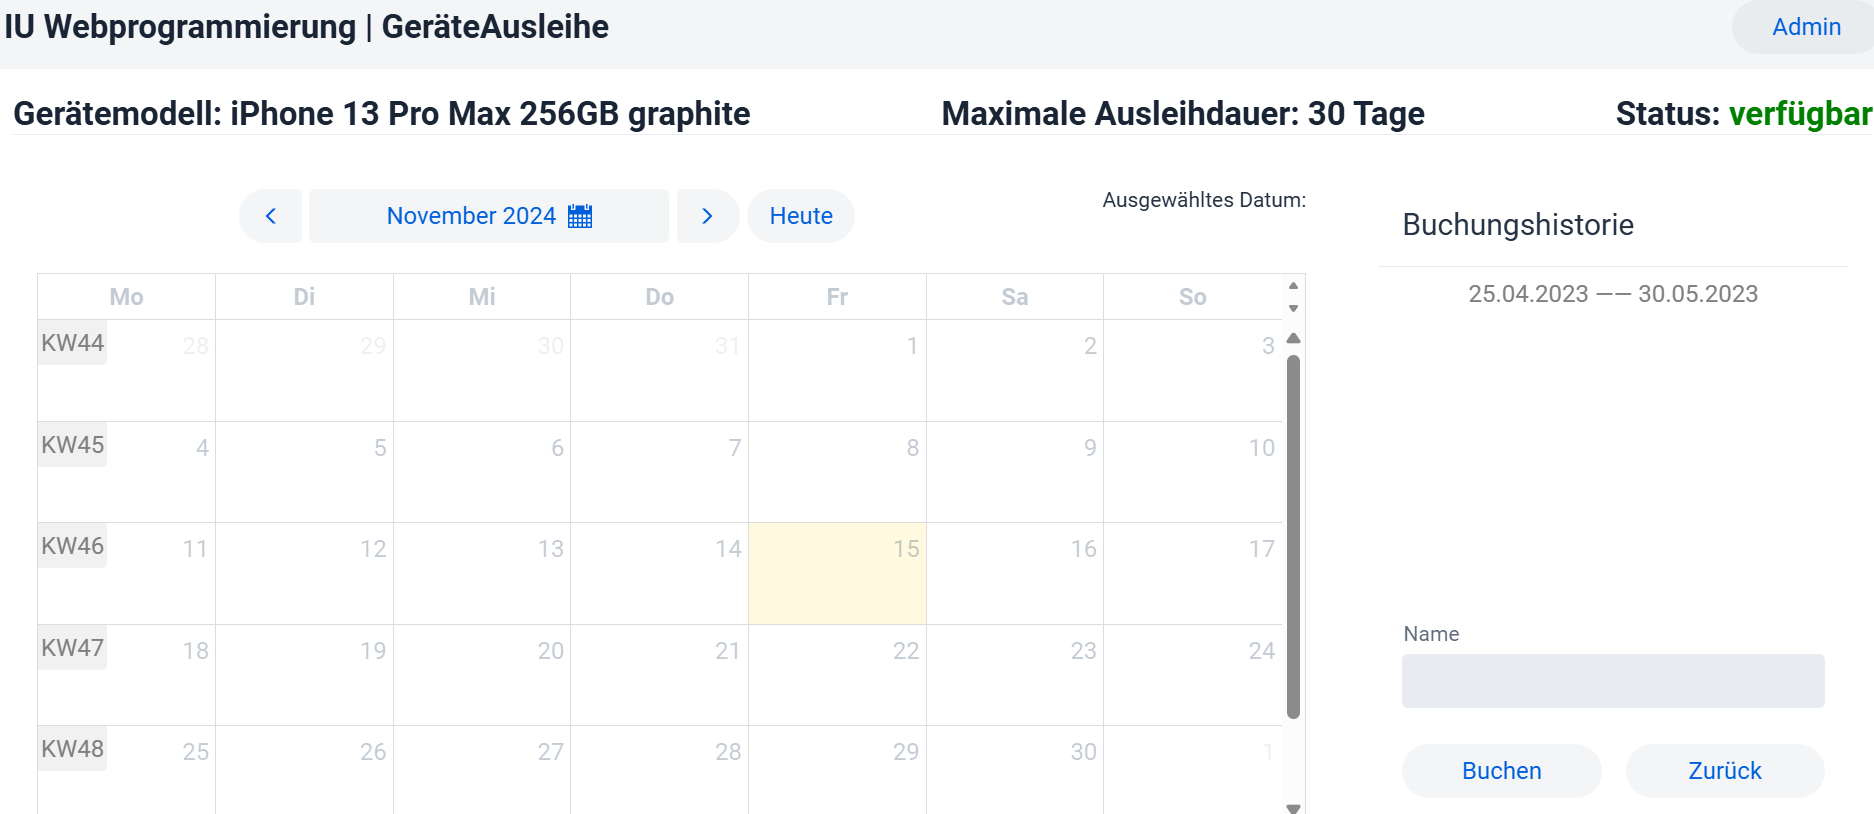 IU Webprogrammierung | GeräteAusleihe
Admin
Gerätemodell: iPhone 13 Pro Max 256GB graphite
Maximale Ausleihdauer: 30 Tage
Status: verfügbar
November 2024
Heute
Ausgewähltes Datum:
Mo Di Mi Do Fr Sa So
KW44 28 29 30 31 1 2 3
KW45 4 5 6 7 8 9 10
KW46 11 12 13 14 15 16 17
KW47 18 19 20 21 22 23 24
KW48 25 26 27 28 29 30 1
Buchungshistorie
25.04.2023 —— 30.05.2023
Name
Buchen
Zurück